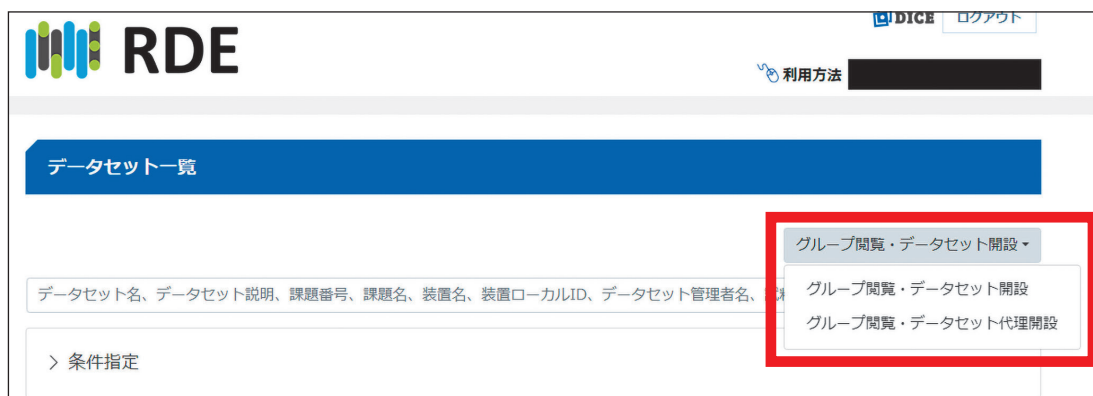 DICE ログアウト
RDE
利用方法
データセット一覧
グループ閲覧・データセット開設
データセット名、データセット説明、課題番号、課題名、装置名、装置ローカルID、データセット管理者名、
グループ閲覧・データセット開設
グループ閲覧・データセット代理開設
> 条件指定